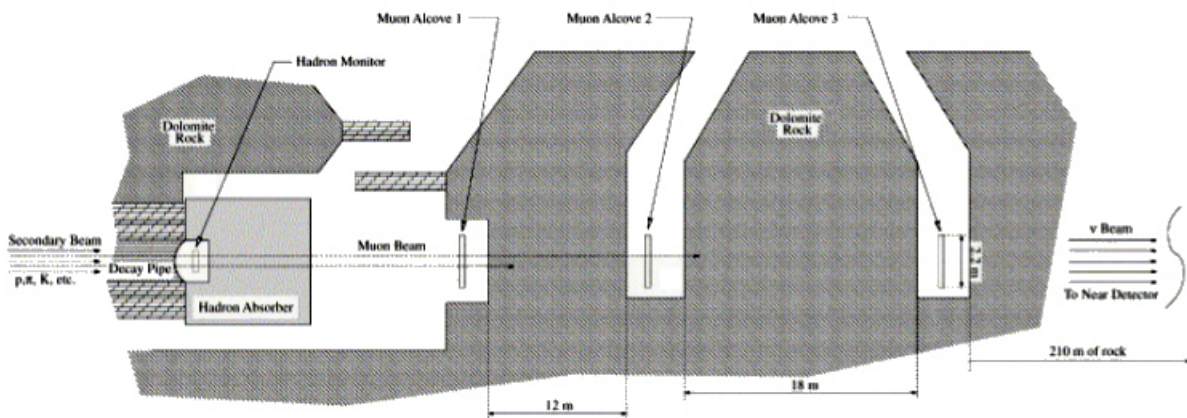 Muon Alcove 1
Muon Alcove 2
Muon Alcove 3
Hadron Monitor
Dolomite
Rock
Dolomite
Rock
Secondary Beam
p,π, K, etc.
Decay Pipe
Muon Beam
Hadron Absorber
2.2 m
ν Beam
To Near Detector
12 m
18 m
210 m of rock